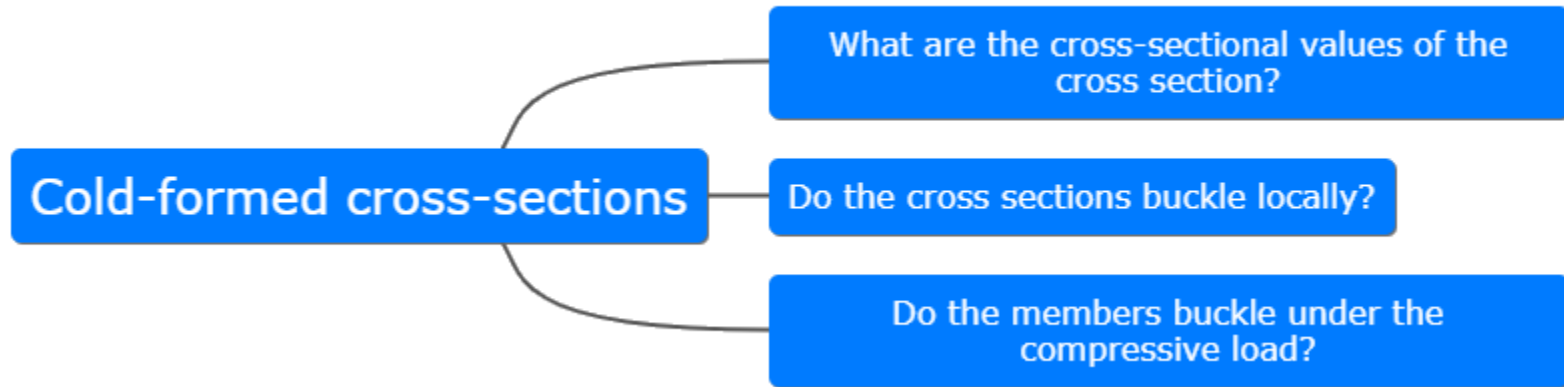 What are the cross-sectional values of the
cross section?
Cold-formed cross-sections
Do the cross sections buckle locally?
Do the members buckle under the
compressive load?